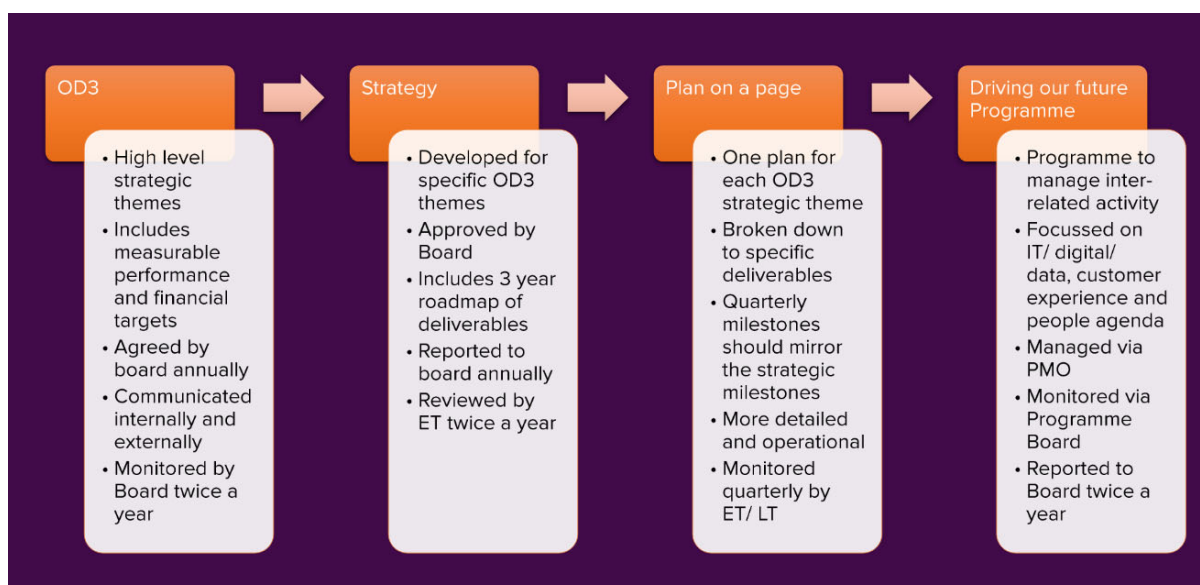 OD3
• High level
strategic
themes
• Includes
measurable
performance
and financial
targets
• Agreed by
board annually
• Communicated
internally and
externally
• Monitored by
Board twice a
year
Strategy
• Developed for
specific OD3
themes
• Approved by
Board
• Includes 3 year
roadmap of
deliverables
• Reported to
board annually
• Reviewed by
ET twice a year
Plan on a page
• One plan for
each OD3
strategic theme
• Broken down
to specific
deliverables
• Quarterly
milestones
should mirror
the strategic
milestones
• More detailed
and operational
• Monitored
quarterly by
ET/ LT
Driving our future
Programme
• Programme to
manage inter-
related activity
• Focussed on
IT/ digital/
data, customer
experience and
people agenda
• Managed via
PMO
• Monitored via
Programme
Board
• Reported to
Board twice a
year